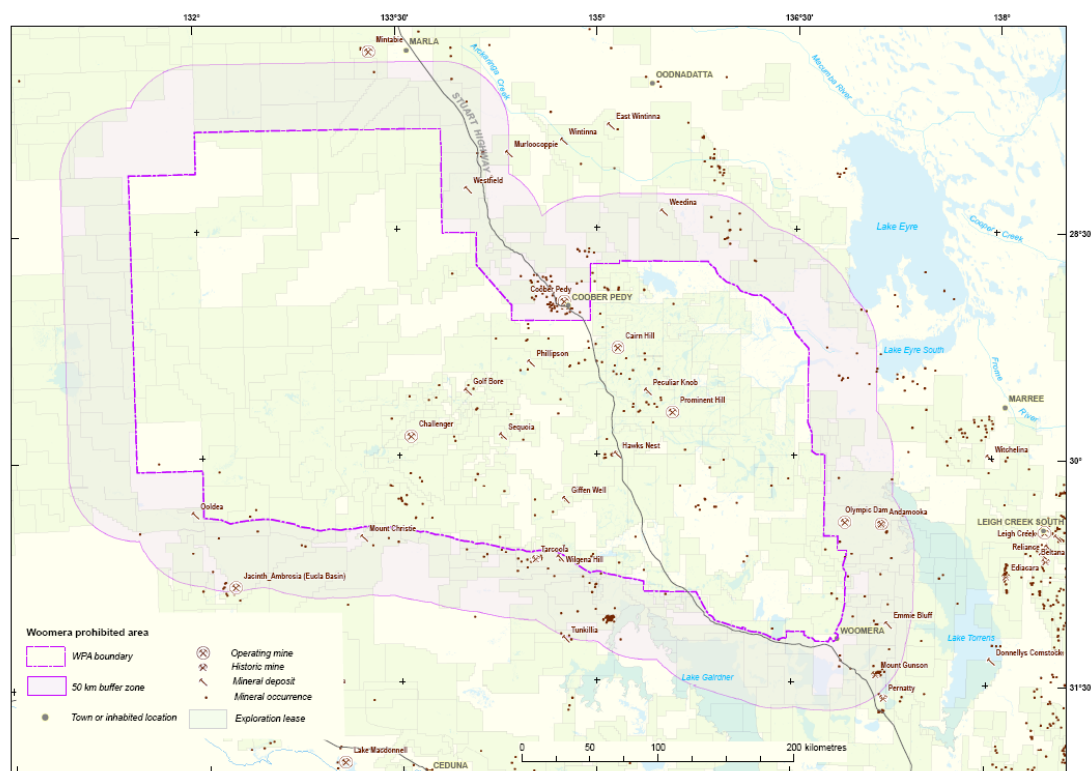 132°
133°30'
135°
136°30'
138°
Mintabie
MARLA
Arckaringa Creek
OODNADATTA
Macumba River
STUART HIGHWAY
East Wintinna
Wintinna
Murloocoppie
Westfield
Weedina
Lake Eyre
Cooper Creek
28°30'
Coober Pedy
COOBER PEDY
Cairn Hill
Lake Eyre South
Phillipson
Frome
River
Golf Bore
Peculiar Knob
Prominent Hill
MARREE
Challenger
Sequoia
Witchelina
Hawks Nest
30°
Giffen Well
Ooldea
Olympic Dam
Andamooka
LEIGH CREEK SOUTH
Leigh Creek
Mount Christie
Reliance
Tarcoola
Wilgena Hill
Beltana
Ediacara
Jacinth_Ambrosia (Eucla Basin)
Emmie Bluff
Tunkillia
WOOMERA
Lake Torrens
Donnellys Comstock
Mount Gunson
Lake Gairdner
Pernatty
31°30'
Woomera prohibited area
WPA boundary
50 km buffer zone
Town or inhabited location
Operating mine
Historic mine
Mineral deposit
Mineral occurrence
Exploration lease
0 50 100 200 kilometres
Lake Macdonnell
CEDUNA